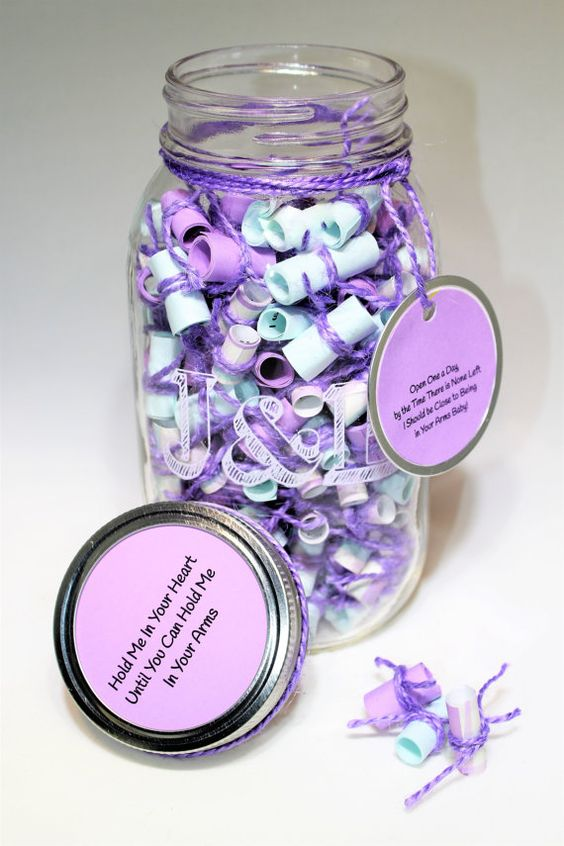 J & L
Open One a Day,
by the Time There is None Left
I Should be Close to Being
in Your Arms Baby!
Hold Me In Your Heart
Until You Can Hold Me
In Your Arms